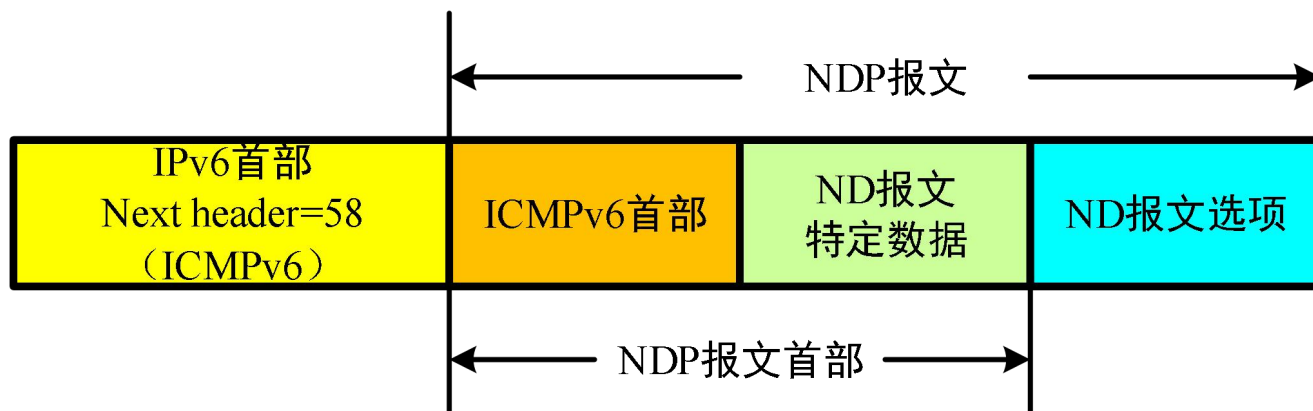 NDP报文
IPv6首部
Next header=58
（ICMPv6）
ICMPv6首部
ND报文
特定数据
ND报文选项
NDP报文首部